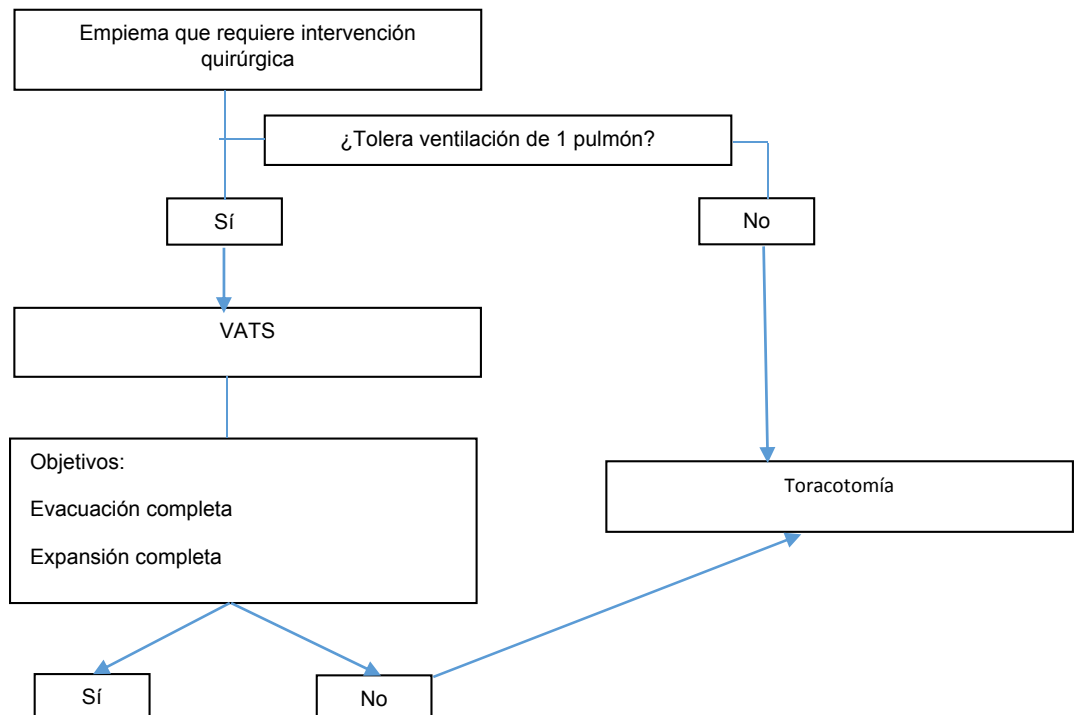 Empiema que requiere intervención
quirúrgica
¿Tolera ventilación de 1 pulmón?
Sí
No
VATS
Objetivos:
Evacuación completa
Expansión completa
Toracotomía
Sí
No